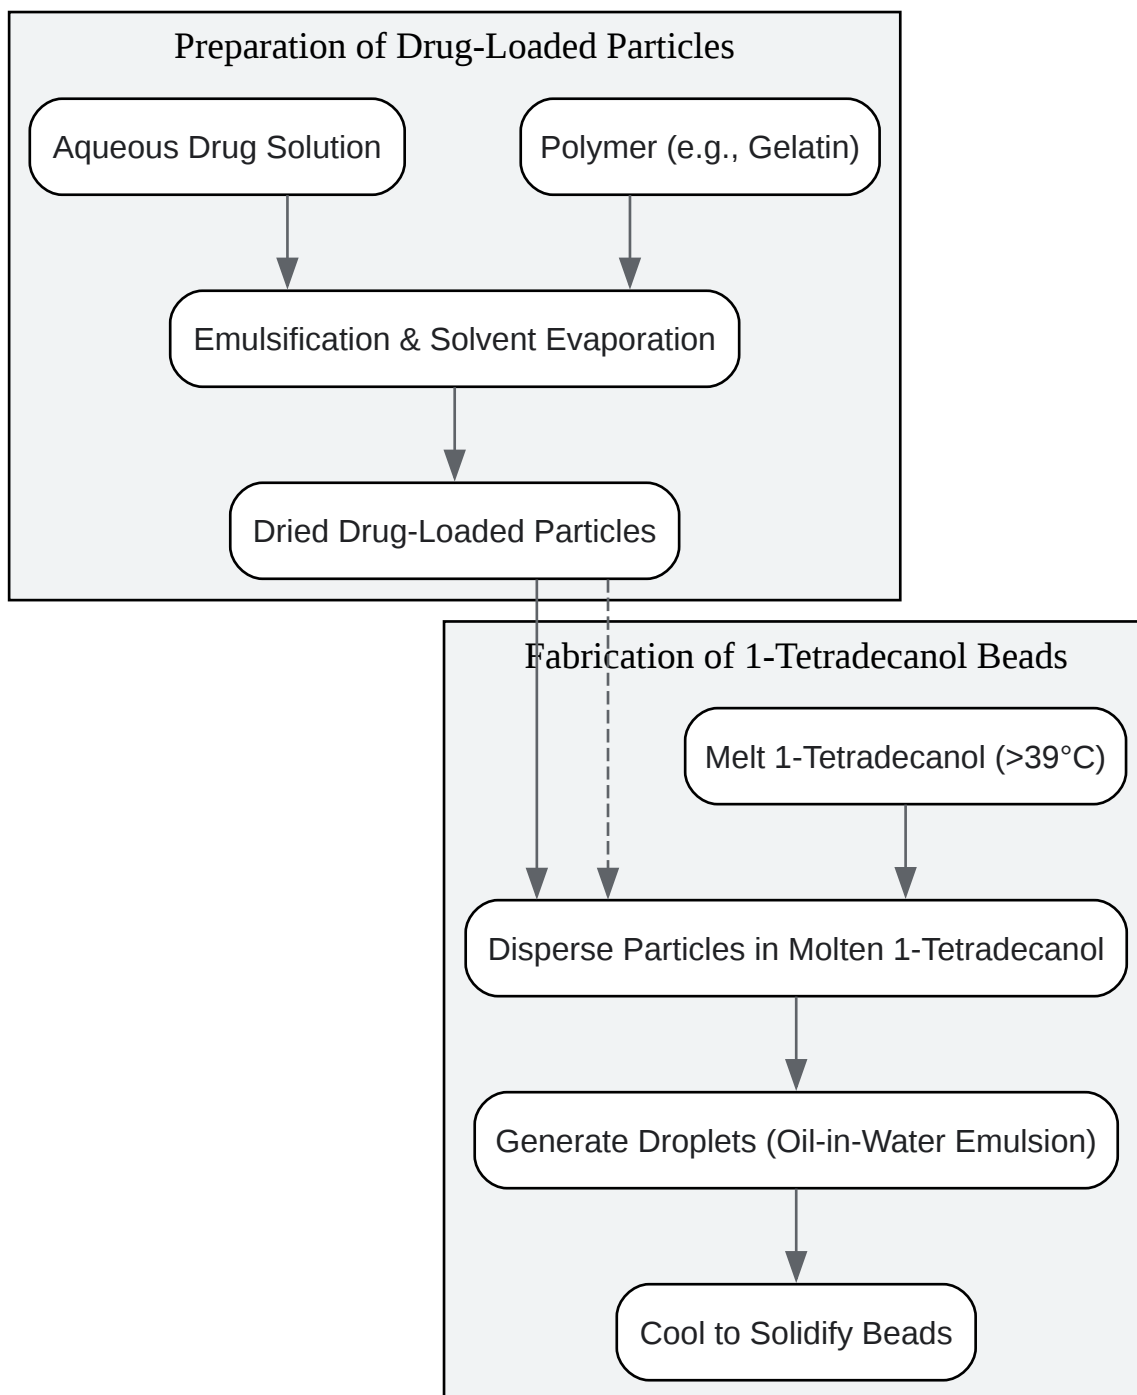 Preparation of Drug-Loaded Particles
Aqueous Drug Solution
Polymer (e.g., Gelatin)
Emulsification & Solvent Evaporation
Dried Drug-Loaded Particles
Fabrication of 1-Tetradecanol Beads
Melt 1-Tetradecanol (>39°C)
Disperse Particles in Molten 1-Tetradecanol
Generate Droplets (Oil-in-Water Emulsion)
Cool to Solidify Beads